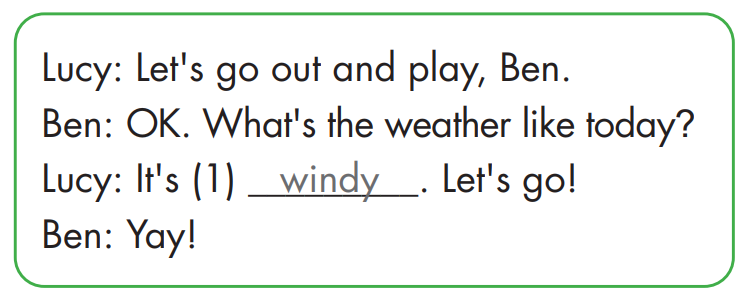 Lucy: Let's go out and play, Ben.
Ben: OK. What's the weather like today?
Lucy: It's (1) __windy__. Let's go!
Ben: Yay!